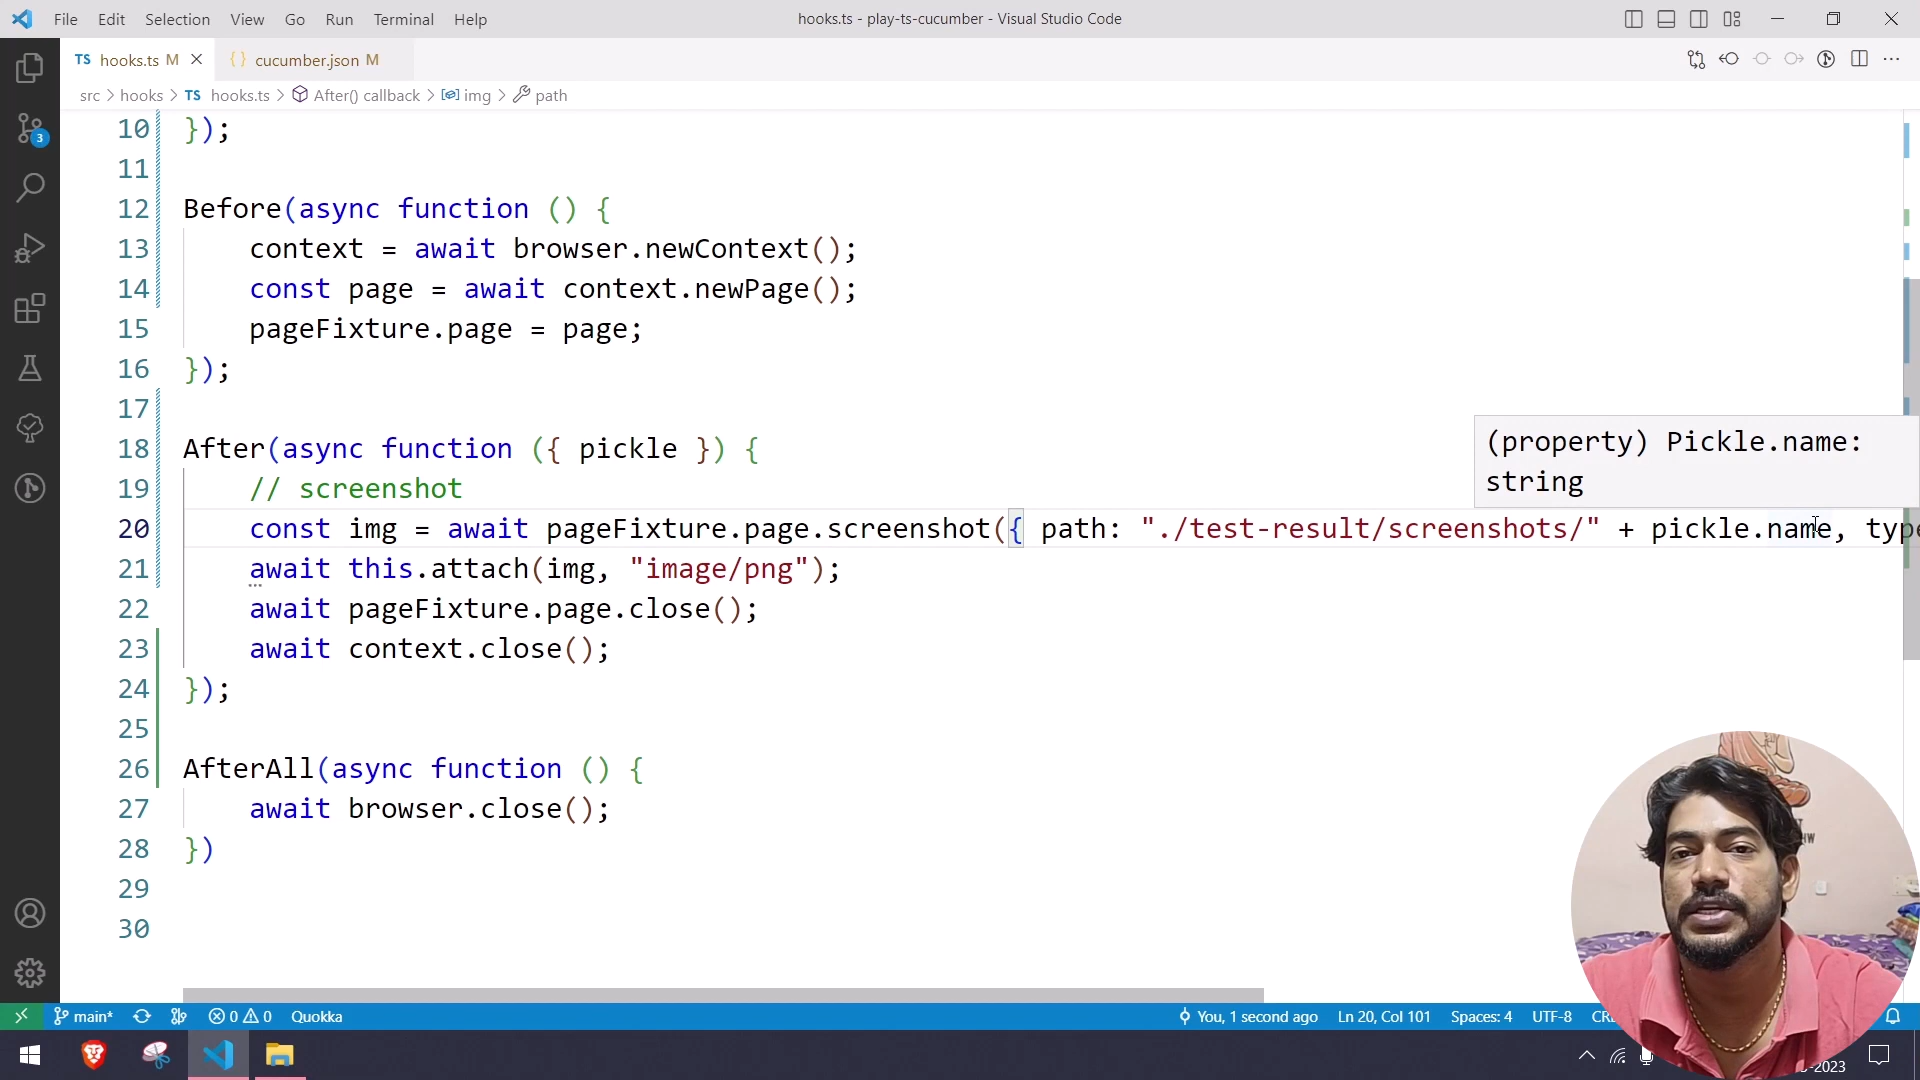 File Edit Selection View Go Run Terminal Help hooks.ts - play-ts-cucumber - Visual Studio Code
TS hooks.ts M {} cucumber.json M
src > hooks > TS hooks.ts > After() callback > img > path
3
10 });
11
12 Before(async function () {
13 context = await browser.newContext();
14 const page = await context.newPage();
15 pageFixture.page = page;
16 });
17
18 After(async function ({ pickle }) {
(property) Pickle.name:
string
19 // screenshot
20 const img = await pageFixture.page.screenshot({ path: "./test-result/screenshots/" + pickle.name, type
21 await this.attach(img, "image/png");
22 await pageFixture.page.close();
23 await context.close();
24 });
25
26 AfterAll(async function () {
27 await browser.close();
28 })
29
30
main* 0 0 Quokka You, 1 second ago Ln 20, Col 101 Spaces: 4 UTF-8
-2023